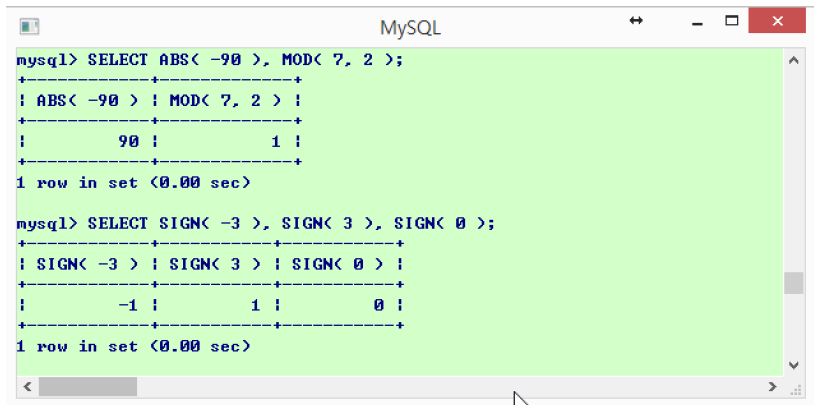 MySQL
mysql> SELECT ABS( -90 ), MOD( 7, 2 );
+------------+-------------+
| ABS( -90 ) | MOD( 7, 2 ) |
+------------+-------------+
|         90 |           1 |
+------------+-------------+
1 row in set (0.00 sec)
mysql> SELECT SIGN( -3 ), SIGN( 3 ), SIGN( 0 );
+------------+-----------+-----------+
| SIGN( -3 ) | SIGN( 3 ) | SIGN( 0 ) |
+------------+-----------+-----------+
|         -1 |         1 |         0 |
+------------+-----------+-----------+
1 row in set (0.00 sec)